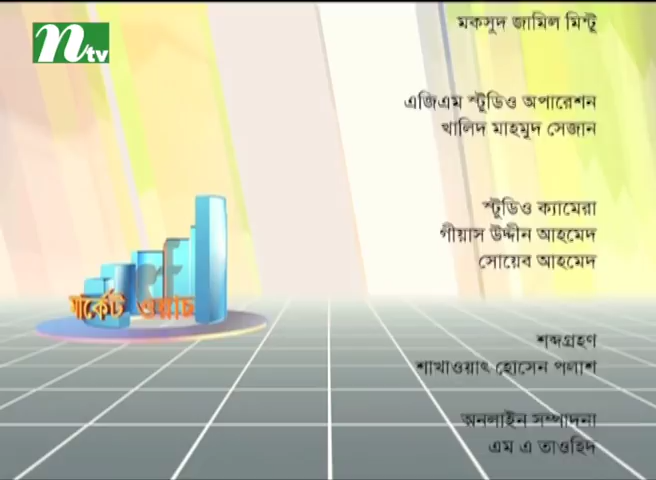 ntv
মকসুদ জামিল মিন্টু
এজিএম স্টুডিও অপারেশন
খালিদ মাহমুদ সেজান
স্টুডিও ক্যামেরা
গীয়াস উদ্দীন আহমেদ
সোয়েব আহমেদ
মার্কেট ওয়াচ
শব্দগ্রহণ
শাখাওয়াৎ হোসেন পলাশ
অনলাইন সম্পাদনা
এম এ তাওহিদ